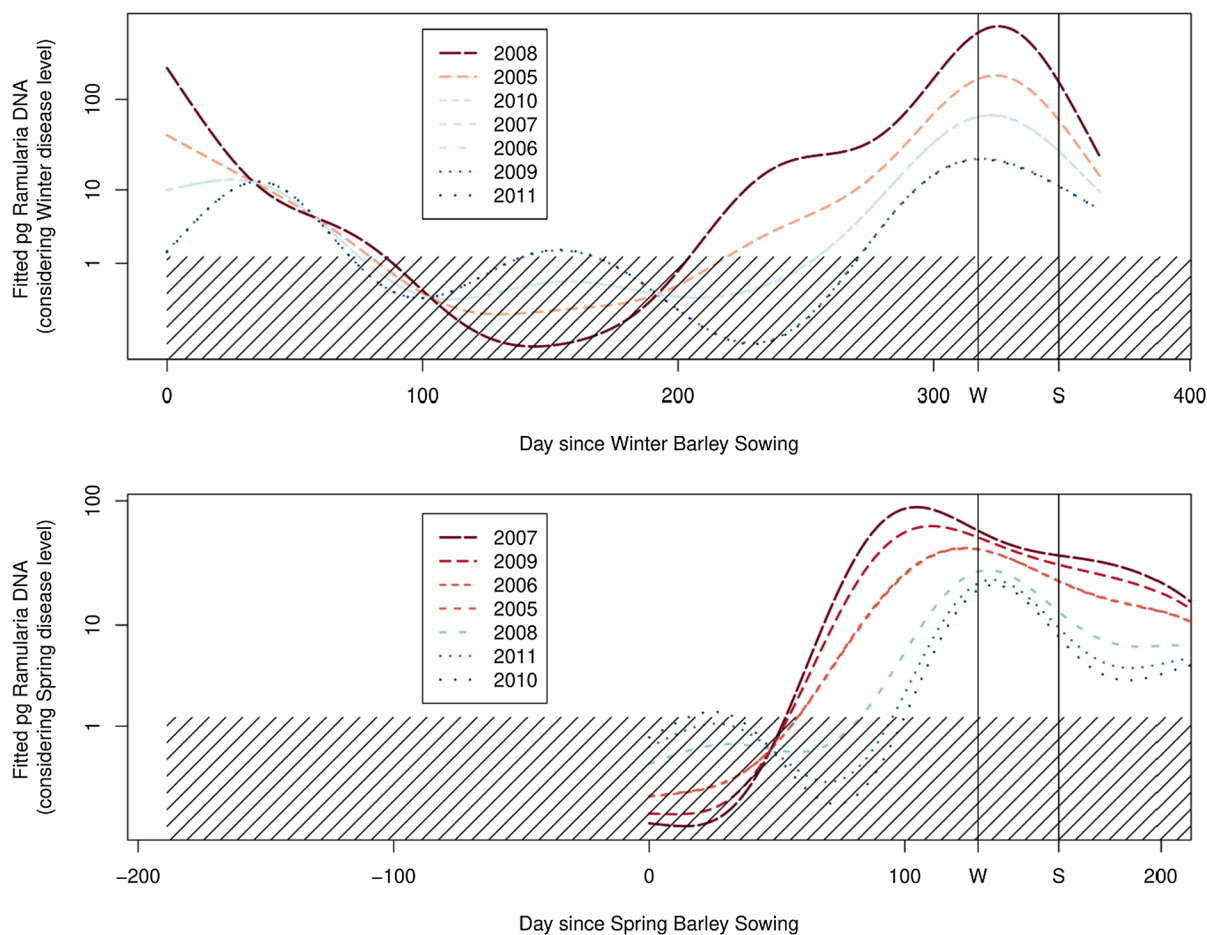 Fitted pg Ramularia DNA
(considering Winter disease level)
100
10
1
2008
2005
2010
2007
2006
2009
2011
0 100 200 300 W S 400
Day since Winter Barley Sowing
Fitted pg Ramularia DNA
(considering Spring disease level)
100
10
1
2007
2009
2006
2005
2008
2011
2010
−200 −100 0 100 W S 200
Day since Spring Barley Sowing